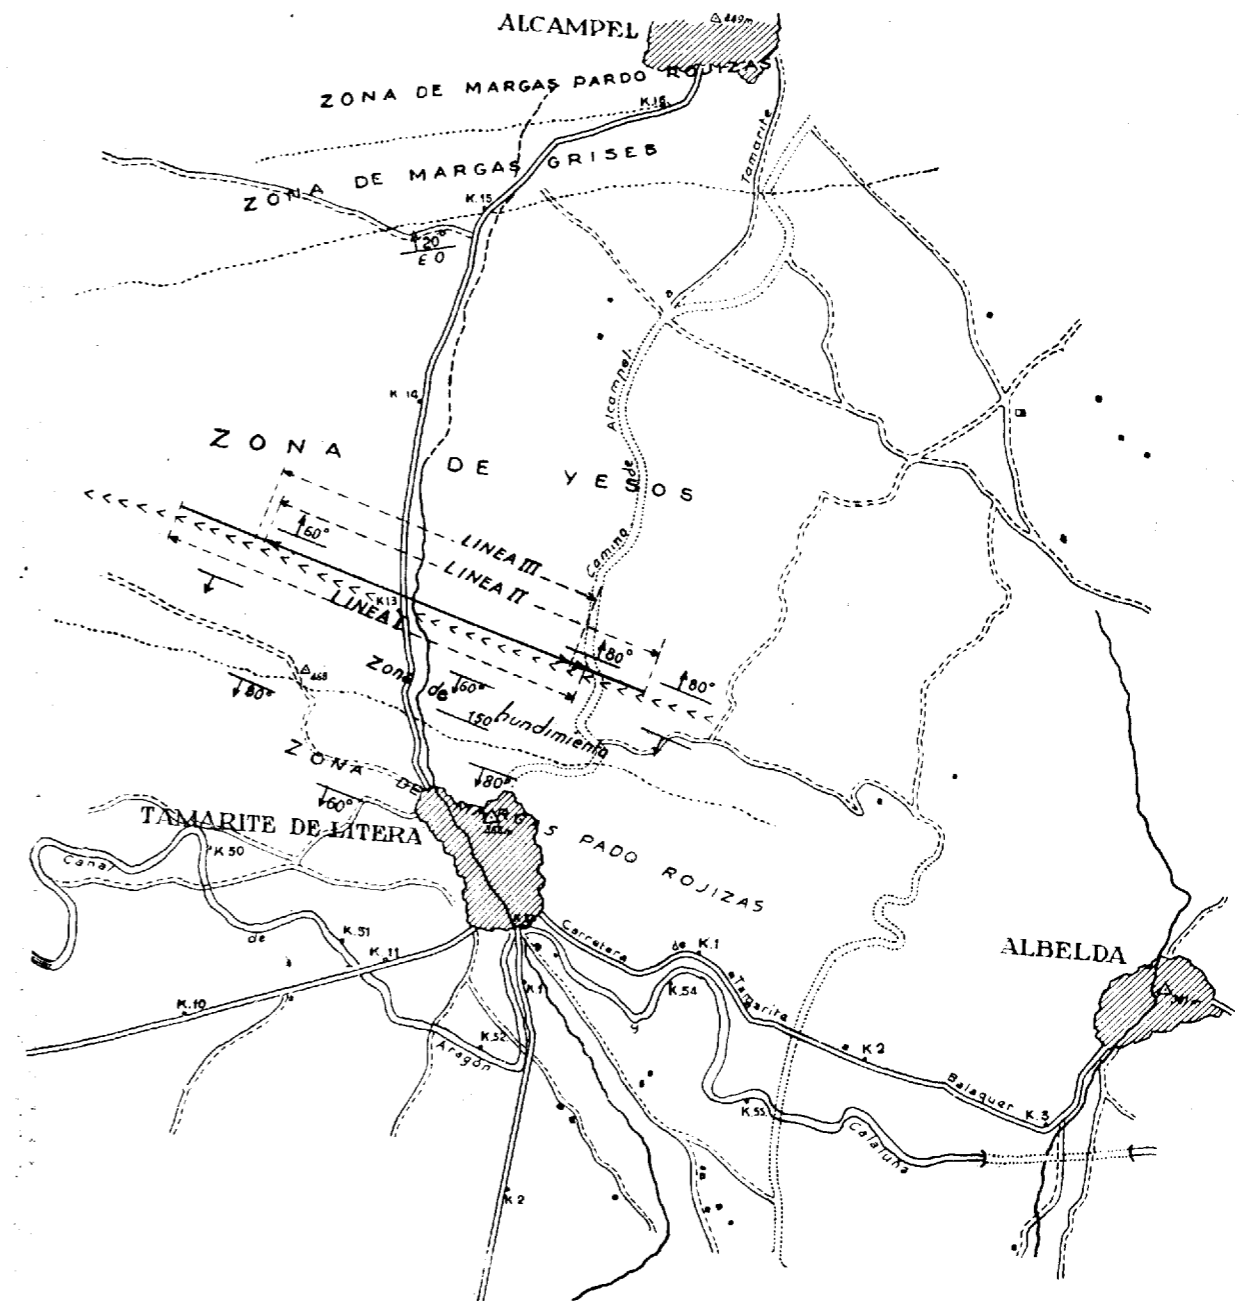 ALCAMPEL
449m
ZONA DE MARGAS PARDO ROJIZAS
K.16
Tamarite
ZONA DE MARGAS GRISES
K.15
20°
E O
K 14
Alcampel
de
Camino
ZONA DE YESOS
60°
LINEA III
LINEA II
K13
LINEA I
80°
80°
468
80°
Zona de hundimiento
60°
150
ZONA DE MARGAS PADO ROJIZAS
80°
60°
TAMARITE DE LITERA
Canal
K.50
de
K.51
K.11
K.10
K.52
Aragón
K.1
Carretera
de
K.1
K.54
Tamarite
y
K 2
Balaguer
K.3
K.55
Cataluña
K 2
ALBELDA